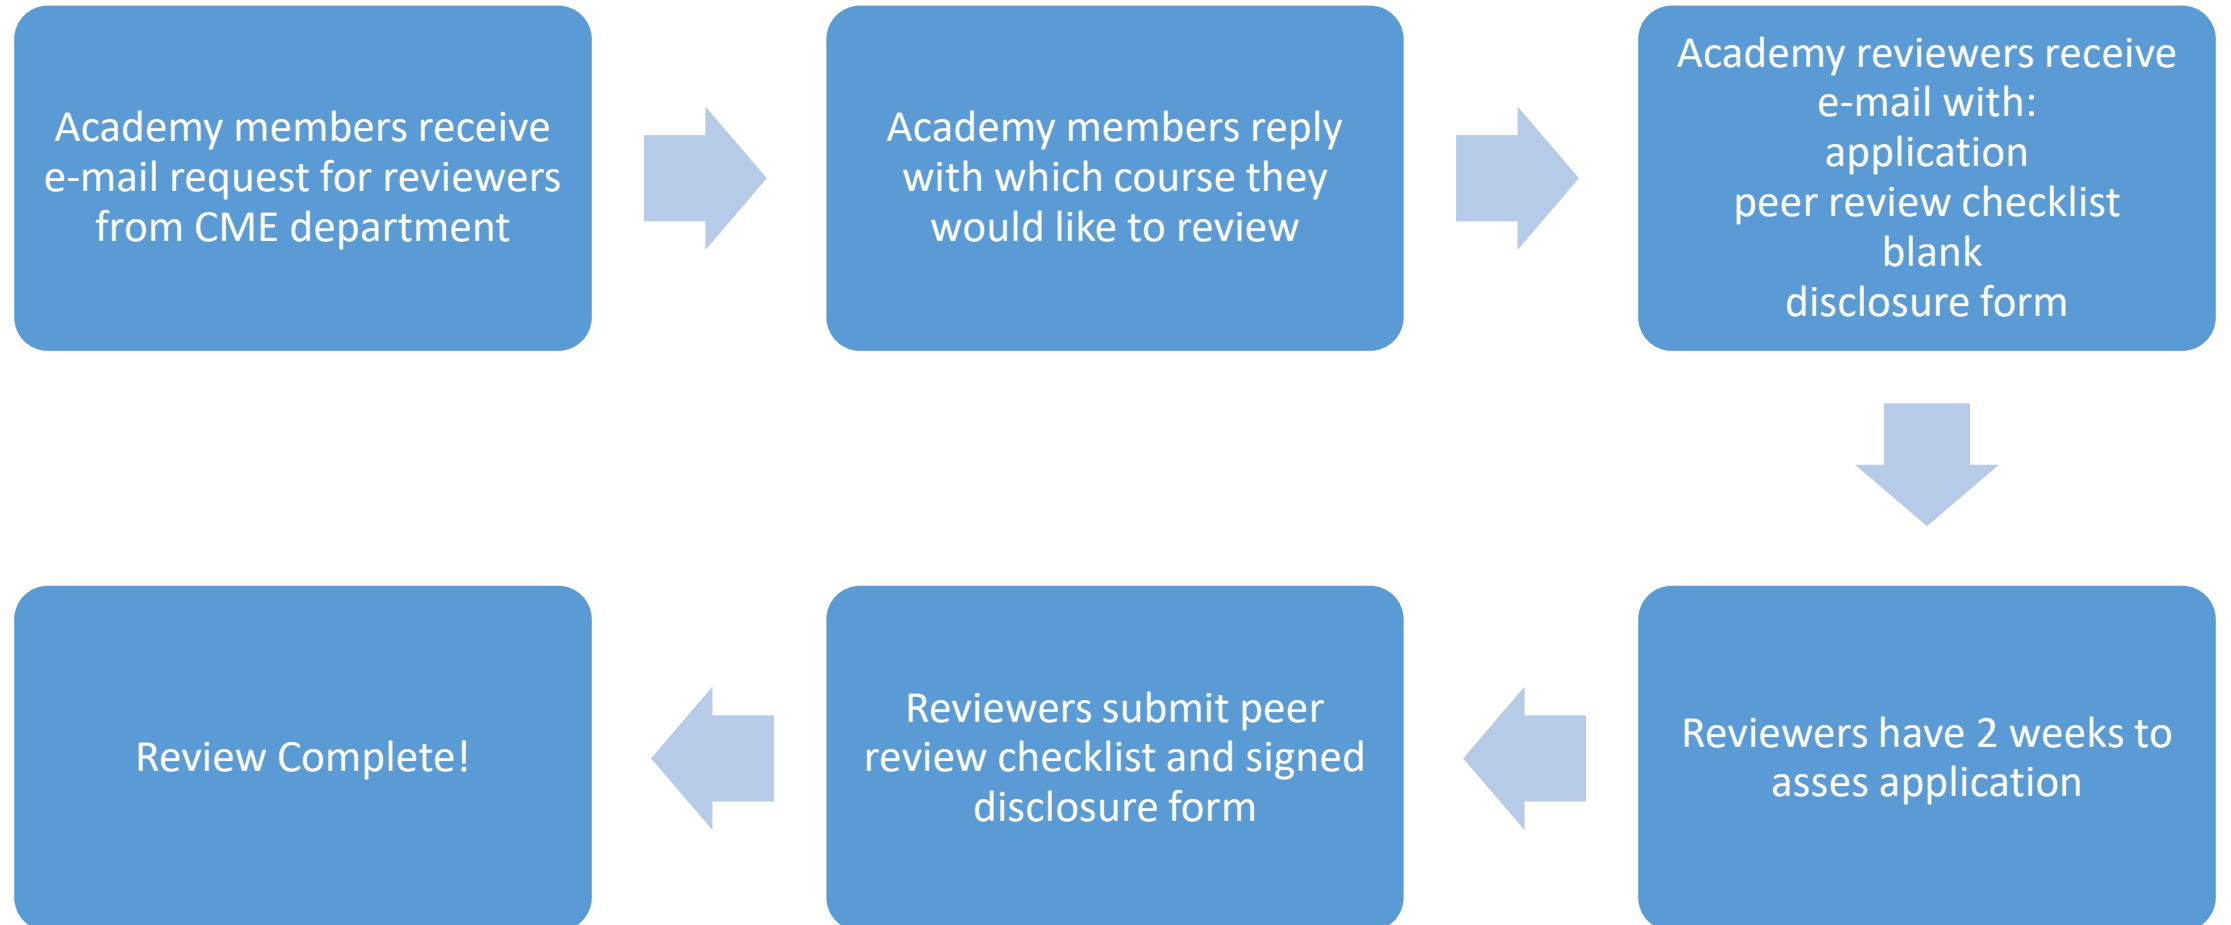 Academy members receive
e-mail request for reviewers
from CME department
Academy members reply
with which course they
would like to review
Academy reviewers receive
e-mail with:
application
peer review checklist
blank
disclosure form
Reviewers have 2 weeks to
asses application
Reviewers submit peer
review checklist and signed
disclosure form
Review Complete!